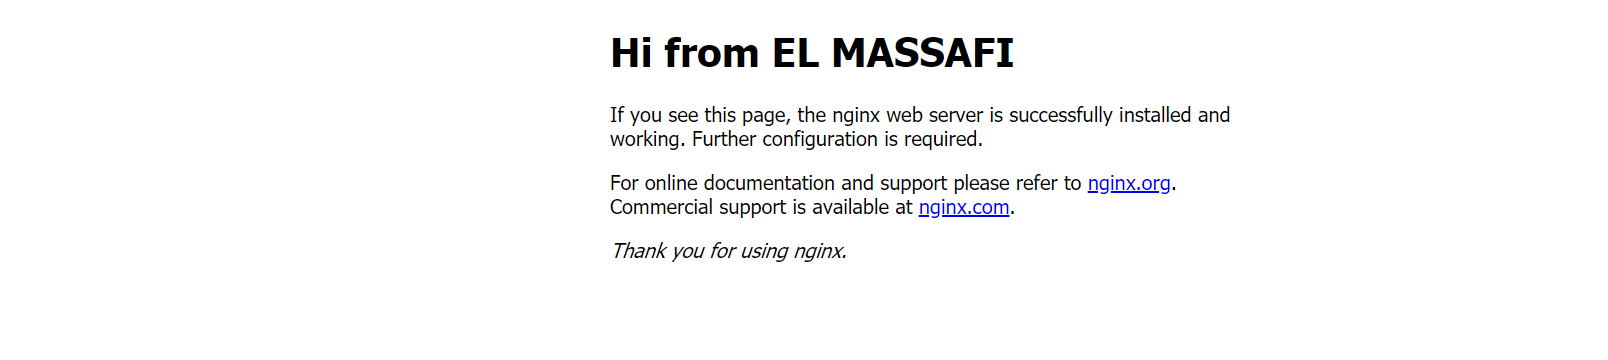 Hi from EL MASSAFI
If you see this page, the nginx web server is successfully installed and
working. Further configuration is required.
For online documentation and support please refer to nginx.org.
Commercial support is available at nginx.com.
Thank you for using nginx.